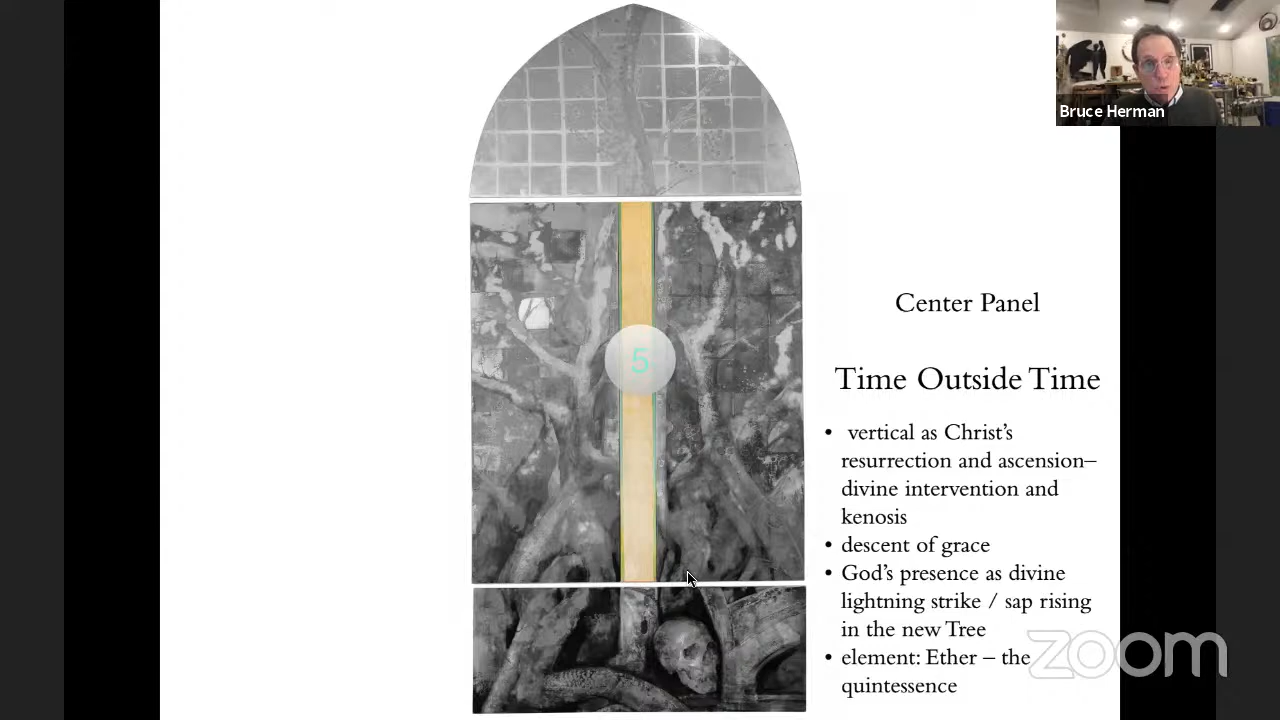 Bruce Herman
5
Center Panel
Time Outside Time
• vertical as Christ's
resurrection and ascension–
divine intervention and
kenosis
• descent of grace
• God's presence as divine
lightning strike / sap rising
in the new Tree
• element: Ether – the
quintessence
zoom